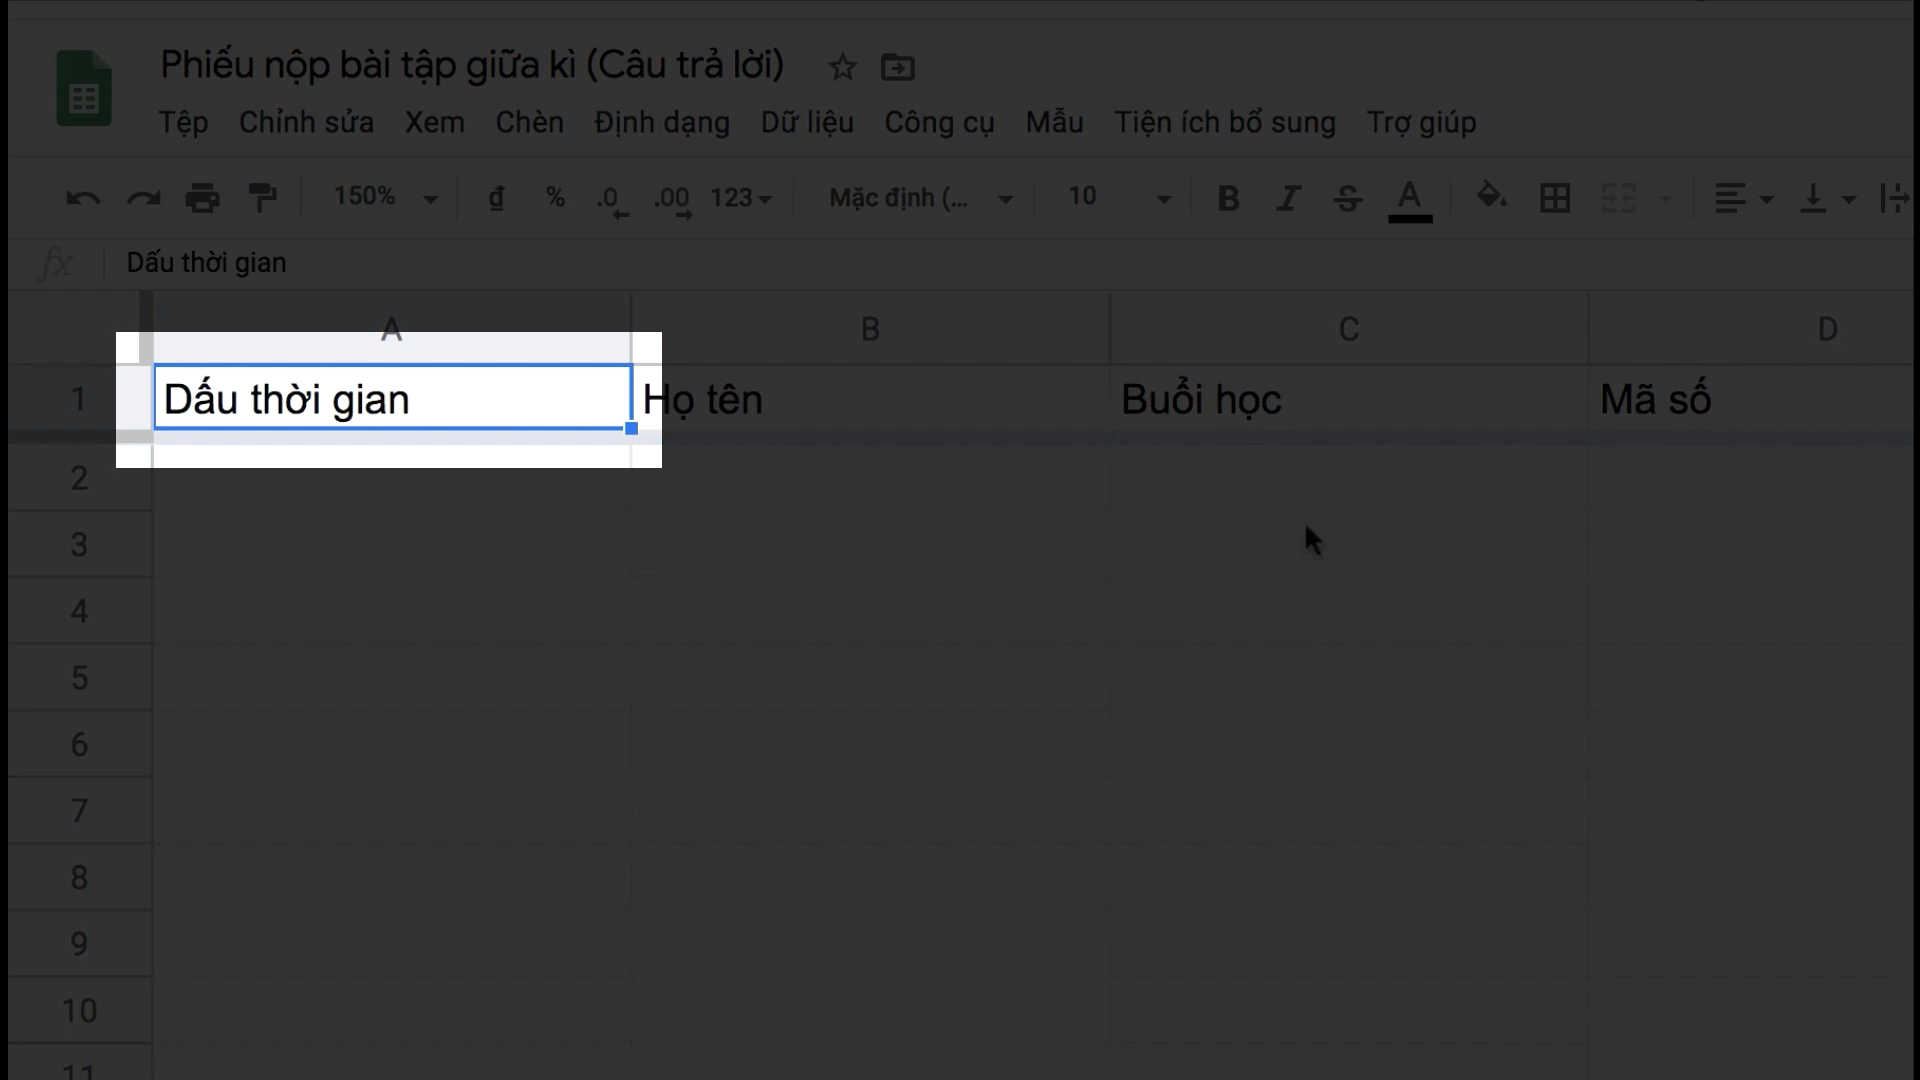 Phiếu nộp bài tập giữa kì (Câu trả lời)
Tệp Chỉnh sửa Xem Chèn Định dạng Dữ liệu Công cụ Mẫu Tiện ích bổ sung Trợ giúp
150% ₫ % .0 .00 123 Mặc định (... 10 B I S A
fx Dấu thời gian
A B C D
1 Dấu thời gian Họ tên Buổi học Mã số
2
3
4
5
6
7
8
9
10
11